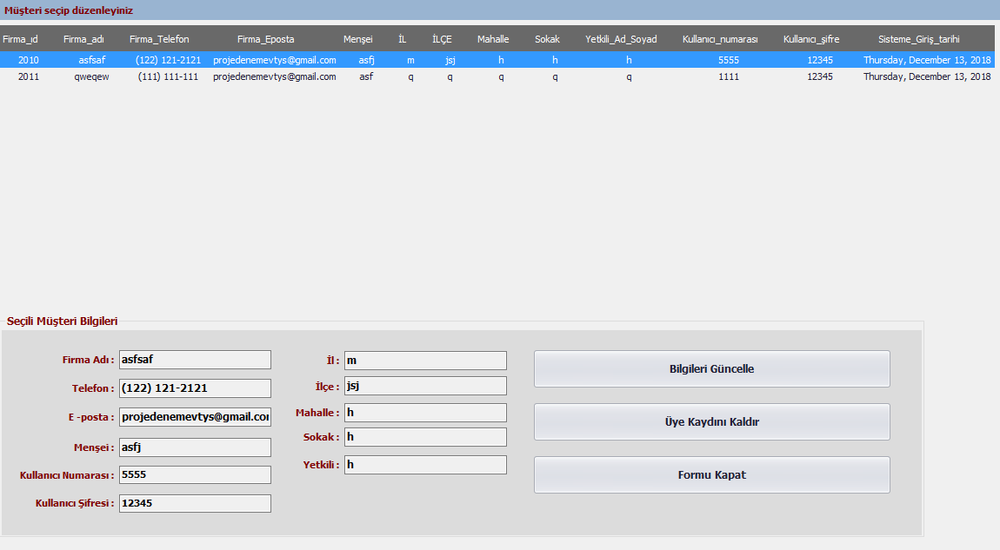 Müşteri seçip düzenleyiniz
Firma_ıd Firma_adı Firma_Telefon Firma_Eposta Menşei İL İLÇE Mahalle Sokak Yetkili_Ad_Soyad Kullanıcı_numarası Kullanıcı_şifre Sisteme_Giriş_tarihi
2010 asfsaf (122) 121-2121 projedenemevtys@gmail.com asfj m jsj h h h 5555 12345 Thursday, December 13, 2018
2011 qweqew (111) 111-111 projedenemevtys@gmail.com asf q q q q q 1111 12345 Thursday, December 13, 2018
Seçili Müşteri Bilgileri
Firma Adı : asfsaf
Telefon : (122) 121-2121
E -posta : projedenemevtys@gmail.co
Menşei : asfj
Kullanıcı Numarası : 5555
Kullanıcı Şifresi : 12345
İl : m
İlçe : jsj
Mahalle : h
Sokak : h
Yetkili : h
Bilgileri Güncelle
Üye Kaydını Kaldır
Formu Kapat